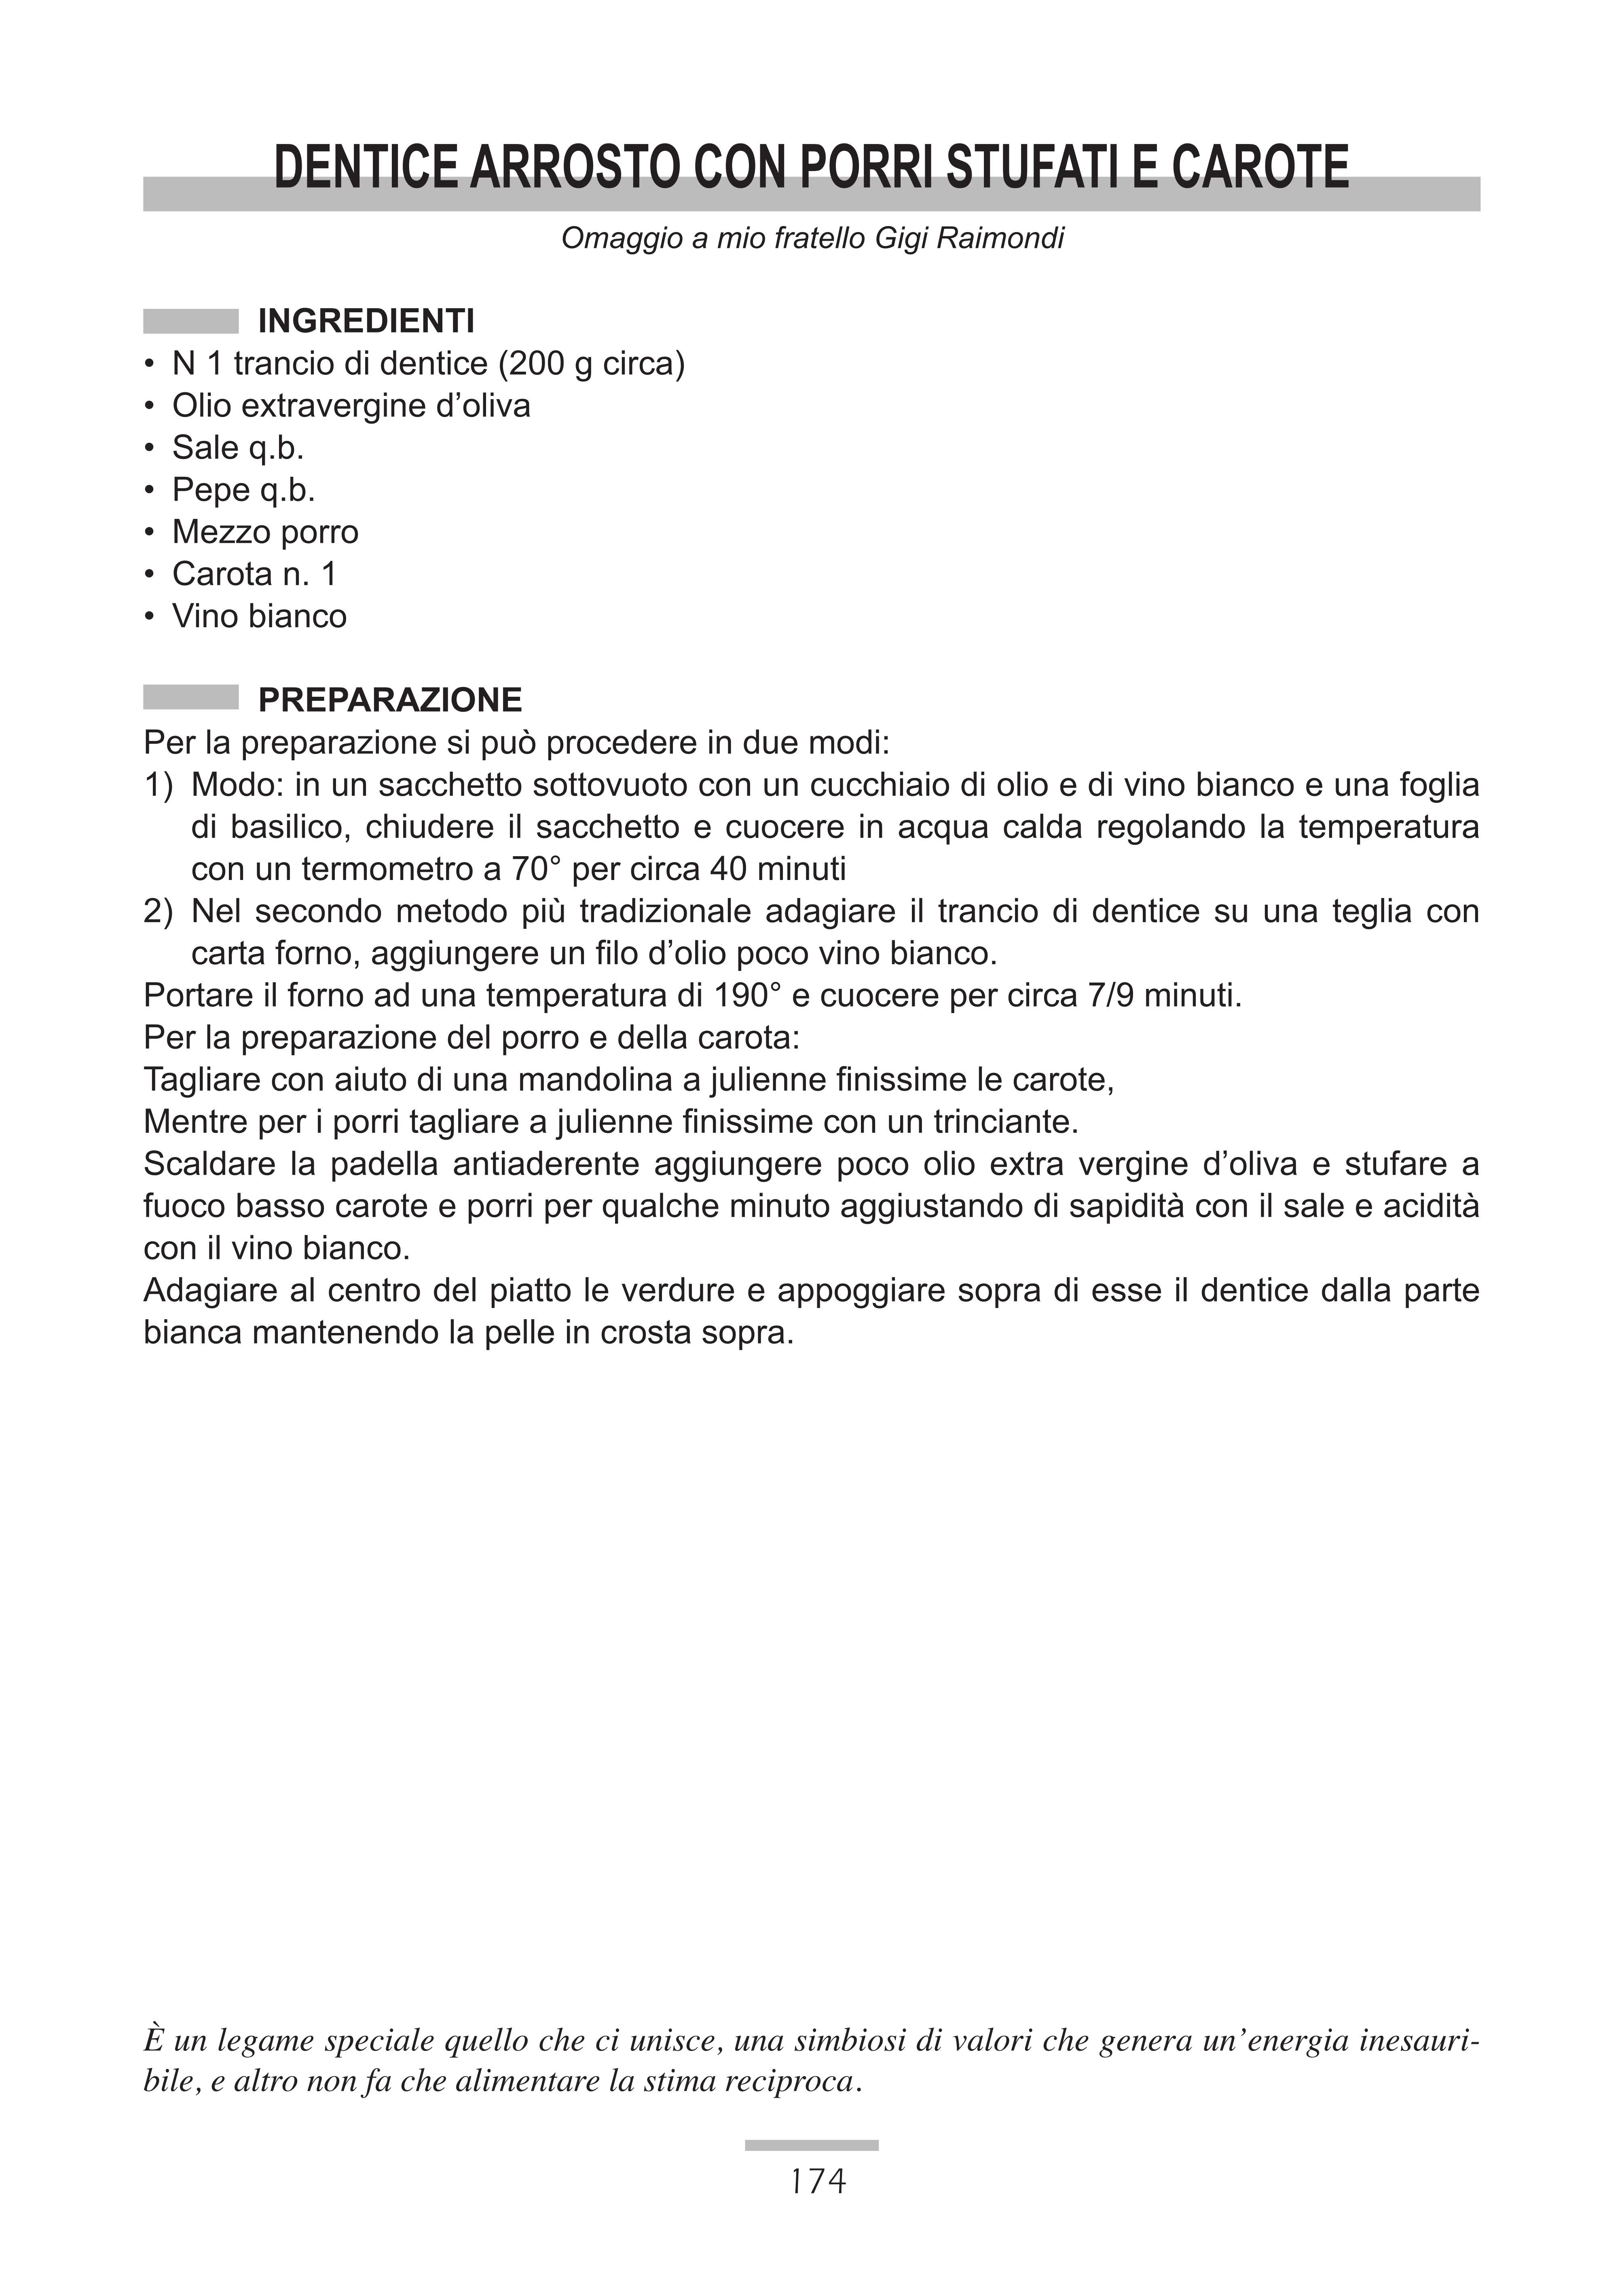 DENTICE ARROSTO CON PORRI STUFATI E CAROTE
Omaggio a mio fratello Gigi Raimondi
INGREDIENTI
• N 1 trancio di dentice (200 g circa)
• Olio extravergine d’oliva
• Sale q.b.
• Pepe q.b.
• Mezzo porro
• Carota n. 1
• Vino bianco
PREPARAZIONE
Per la preparazione si può procedere in due modi:
1) Modo: in un sacchetto sottovuoto con un cucchiaio di olio e di vino bianco e una foglia
di basilico, chiudere il sacchetto e cuocere in acqua calda regolando la temperatura
con un termometro a 70° per circa 40 minuti
2) Nel secondo metodo più tradizionale adagiare il trancio di dentice su una teglia con
carta forno, aggiungere un filo d’olio poco vino bianco.
Portare il forno ad una temperatura di 190° e cuocere per circa 7/9 minuti.
Per la preparazione del porro e della carota:
Tagliare con aiuto di una mandolina a julienne finissime le carote,
Mentre per i porri tagliare a julienne finissime con un trinciante.
Scaldare la padella antiaderente aggiungere poco olio extra vergine d’oliva e stufare a
fuoco basso carote e porri per qualche minuto aggiustando di sapidità con il sale e acidità
con il vino bianco.
Adagiare al centro del piatto le verdure e appoggiare sopra di esse il dentice dalla parte
bianca mantenendo la pelle in crosta sopra.
È un legame speciale quello che ci unisce, una simbiosi di valori che genera un’energia inesauri-
bile, e altro non fa che alimentare la stima reciproca.
174